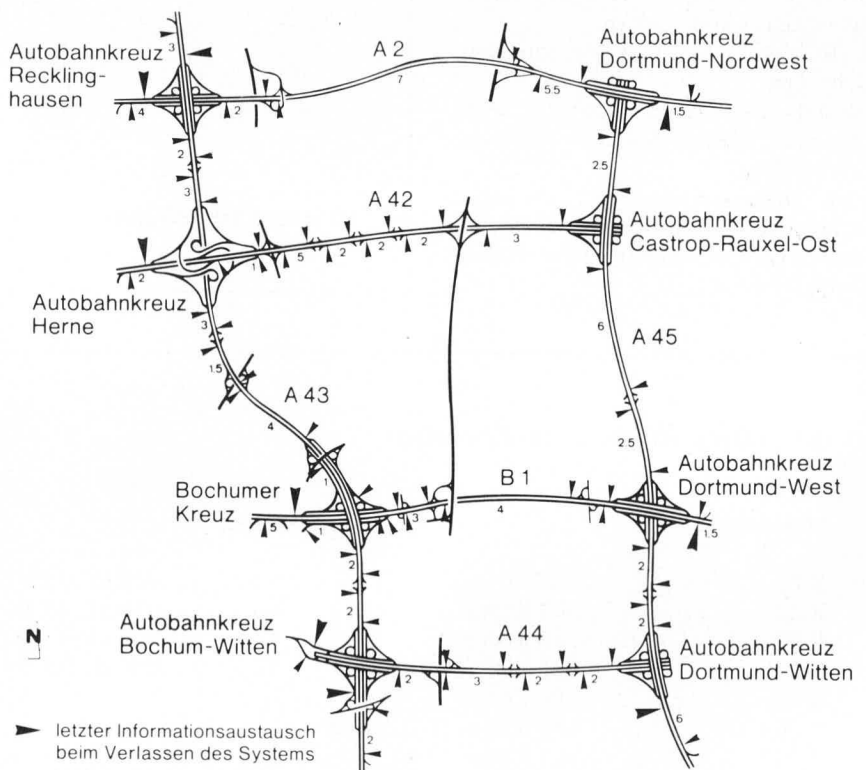 3
A 2
Autobahnkreuz
Reckling-
hausen
Autobahnkreuz
Dortmund-Nordwest
4
2
7
5.5
1.5
2
2.5
3
A 42
Autobahnkreuz
Castrop-Rauxel-Ost
2
1
5
2
2
2
3
Autobahnkreuz
Herne
3
6
A 45
1.5
A 43
4
2.5
1
Bochumer
Kreuz
B 1
Autobahnkreuz
Dortmund-West
5
1
3
4
1.5
2
2
2
2
Autobahnkreuz
Bochum-Witten
N
A 44
Autobahnkreuz
Dortmund-Witten
2
3
2
2
6
letzter Informationsaustausch
beim Verlassen des Systems
2